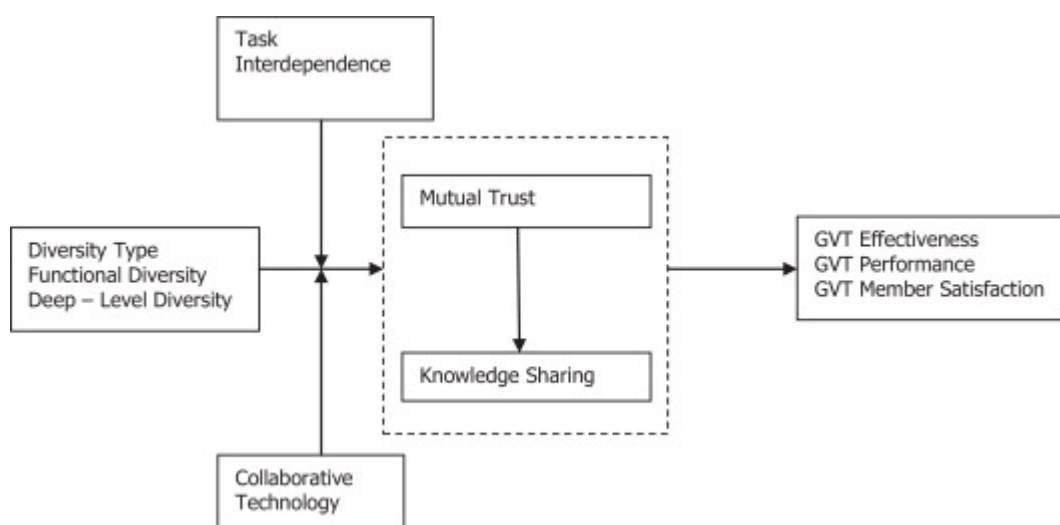 Task
Interdependence
Mutual Trust
Diversity Type
Functional Diversity
Deep – Level Diversity
GVT Effectiveness
GVT Performance
GVT Member Satisfaction
Knowledge Sharing
Collaborative
Technology